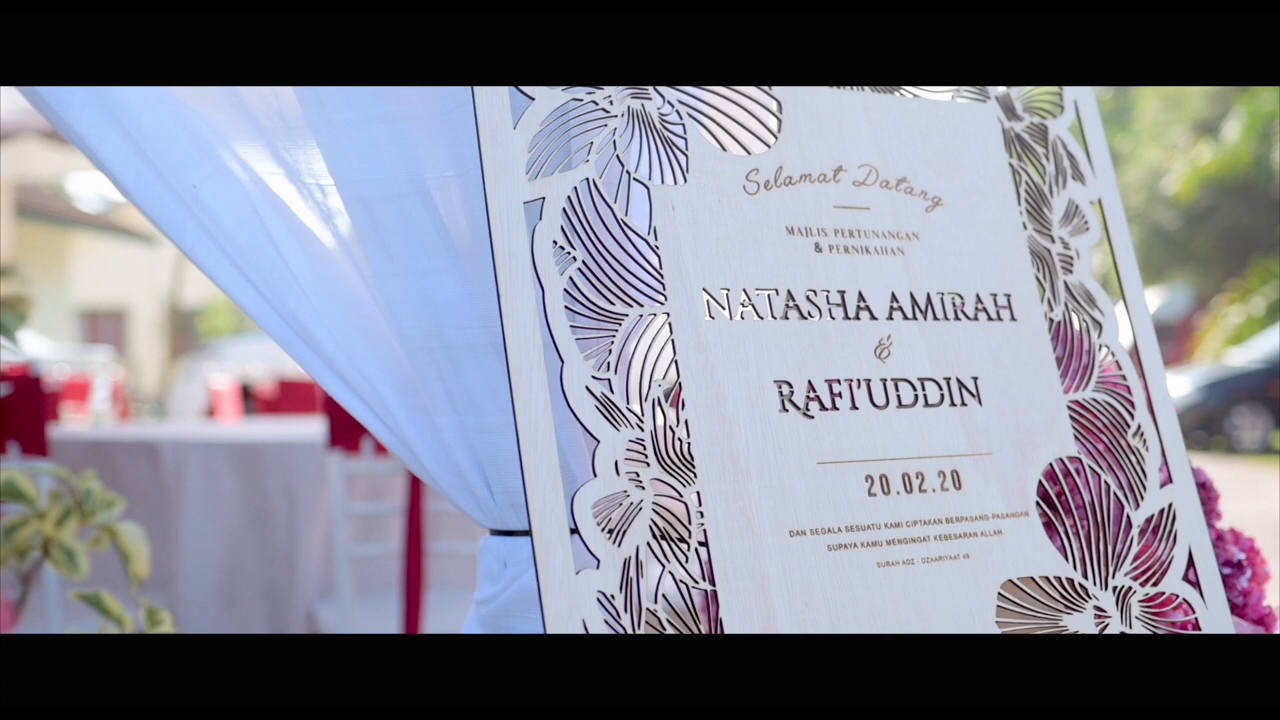 Selamat Datang
MAJLIS PERTUNANGAN
& PERNIKAHAN
NATASHA AMIRAH
&
RAFI'UDDIN
20.02.20
DAN SEGALA SESUATU KAMI CIPTAKAN BERPASANG-PASANGAN
SUPAYA KAMU MENGINGAT KEBESARAN ALLAH.
SURAH ADZ - DZAARIYAAT 49